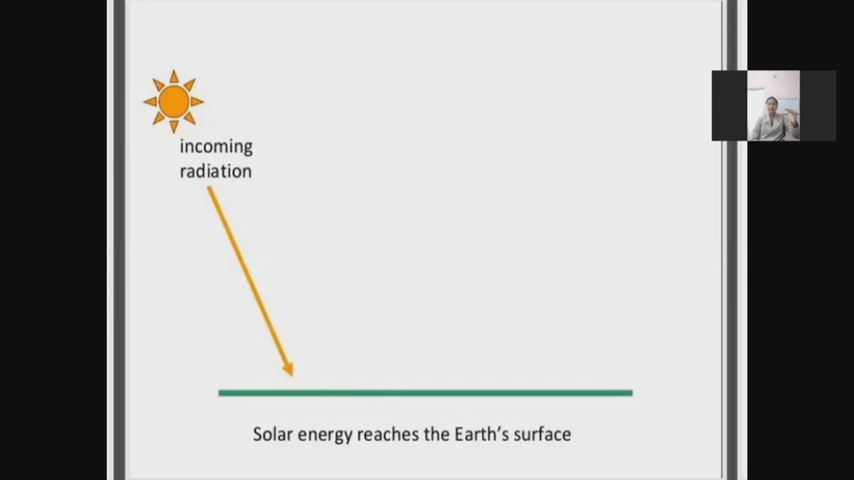 incoming
radiation
Solar energy reaches the Earth's surface